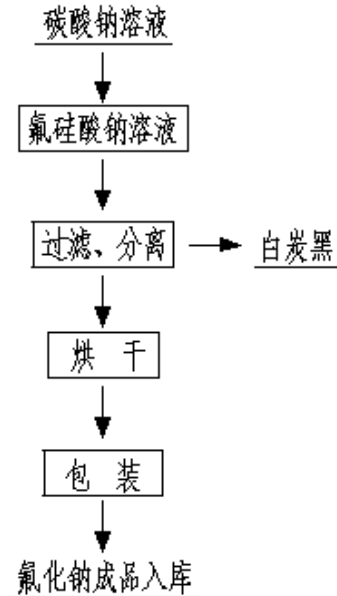 碳酸钠溶液
氟硅酸钠溶液
过滤、分离
白炭黑
烘 干
包 装
氟化钠成品入库